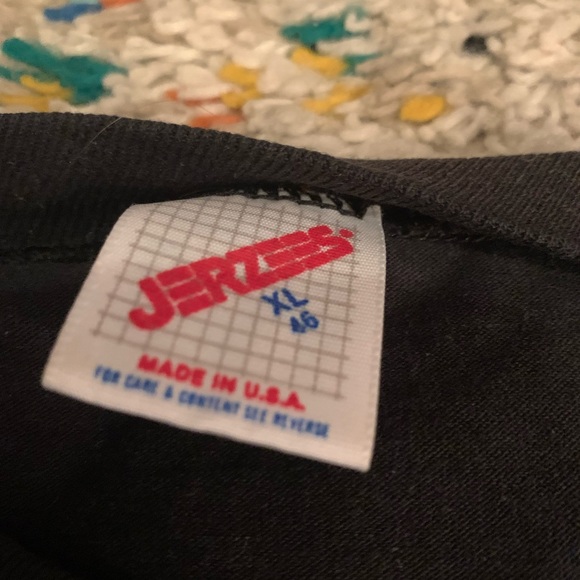 JERZEES
XL
46
MADE IN U.S.A.
FOR CARE & CONTENT SEE REVERSE